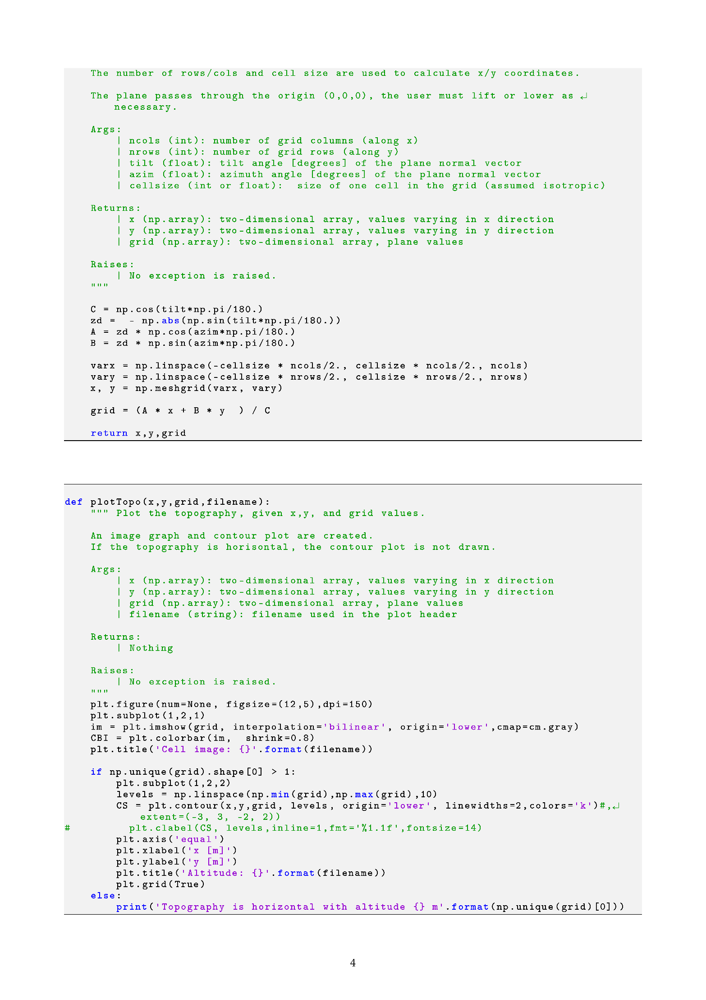 The number of rows/cols and cell size are used to calculate x/y coordinates.
The plane passes through the origin (0,0,0), the user must lift or lower as ↵
necessary.
Args:
| ncols (int): number of grid columns (along x)
| nrows (int): number of grid rows (along y)
| tilt (float): tilt angle [degrees] of the plane normal vector
| azim (float): azimuth angle [degrees] of the plane normal vector
| cellsize (int or float):  size of one cell in the grid (assumed isotropic)
Returns:
| x (np.array): two-dimensional array, values varying in x direction
| y (np.array): two-dimensional array, values varying in y direction
| grid (np.array): two-dimensional array, plane values
Raises:
| No exception is raised.
"""
C = np.cos(tilt*np.pi/180.)
zd =  - np.abs(np.sin(tilt*np.pi/180.))
A = zd * np.cos(azim*np.pi/180.)
B = zd * np.sin(azim*np.pi/180.)
varx = np.linspace(-cellsize * ncols/2., cellsize * ncols/2., ncols)
vary = np.linspace(-cellsize * nrows/2., cellsize * nrows/2., nrows)
x, y = np.meshgrid(varx, vary)
grid = (A * x + B * y  ) / C
return x,y,grid
def plotTopo(x,y,grid,filename):
""" Plot the topography, given x,y, and grid values.
An image graph and contour plot are created.
If the topography is horisontal, the contour plot is not drawn.
Args:
| x (np.array): two-dimensional array, values varying in x direction
| y (np.array): two-dimensional array, values varying in y direction
| grid (np.array): two-dimensional array, plane values
| filename (string): filename used in the plot header
Returns:
| Nothing
Raises:
| No exception is raised.
"""
plt.figure(num=None, figsize=(12,5),dpi=150)
plt.subplot(1,2,1)
im = plt.imshow(grid, interpolation='bilinear', origin='lower',cmap=cm.gray)
CBI = plt.colorbar(im,  shrink=0.8)
plt.title('Cell image: {}'.format(filename))
if np.unique(grid).shape[0] > 1:
plt.subplot(1,2,2)
levels = np.linspace(np.min(grid),np.max(grid),10)
CS = plt.contour(x,y,grid, levels, origin='lower', linewidths=2,colors='k')#,↵
extent=(-3, 3, -2, 2))
#         plt.clabel(CS, levels,inline=1,fmt='%1.1f',fontsize=14)
plt.axis('equal')
plt.xlabel('x [m]')
plt.ylabel('y [m]')
plt.title('Altitude: {}'.format(filename))
plt.grid(True)
else:
print('Topography is horizontal with altitude {} m'.format(np.unique(grid)[0]))
4